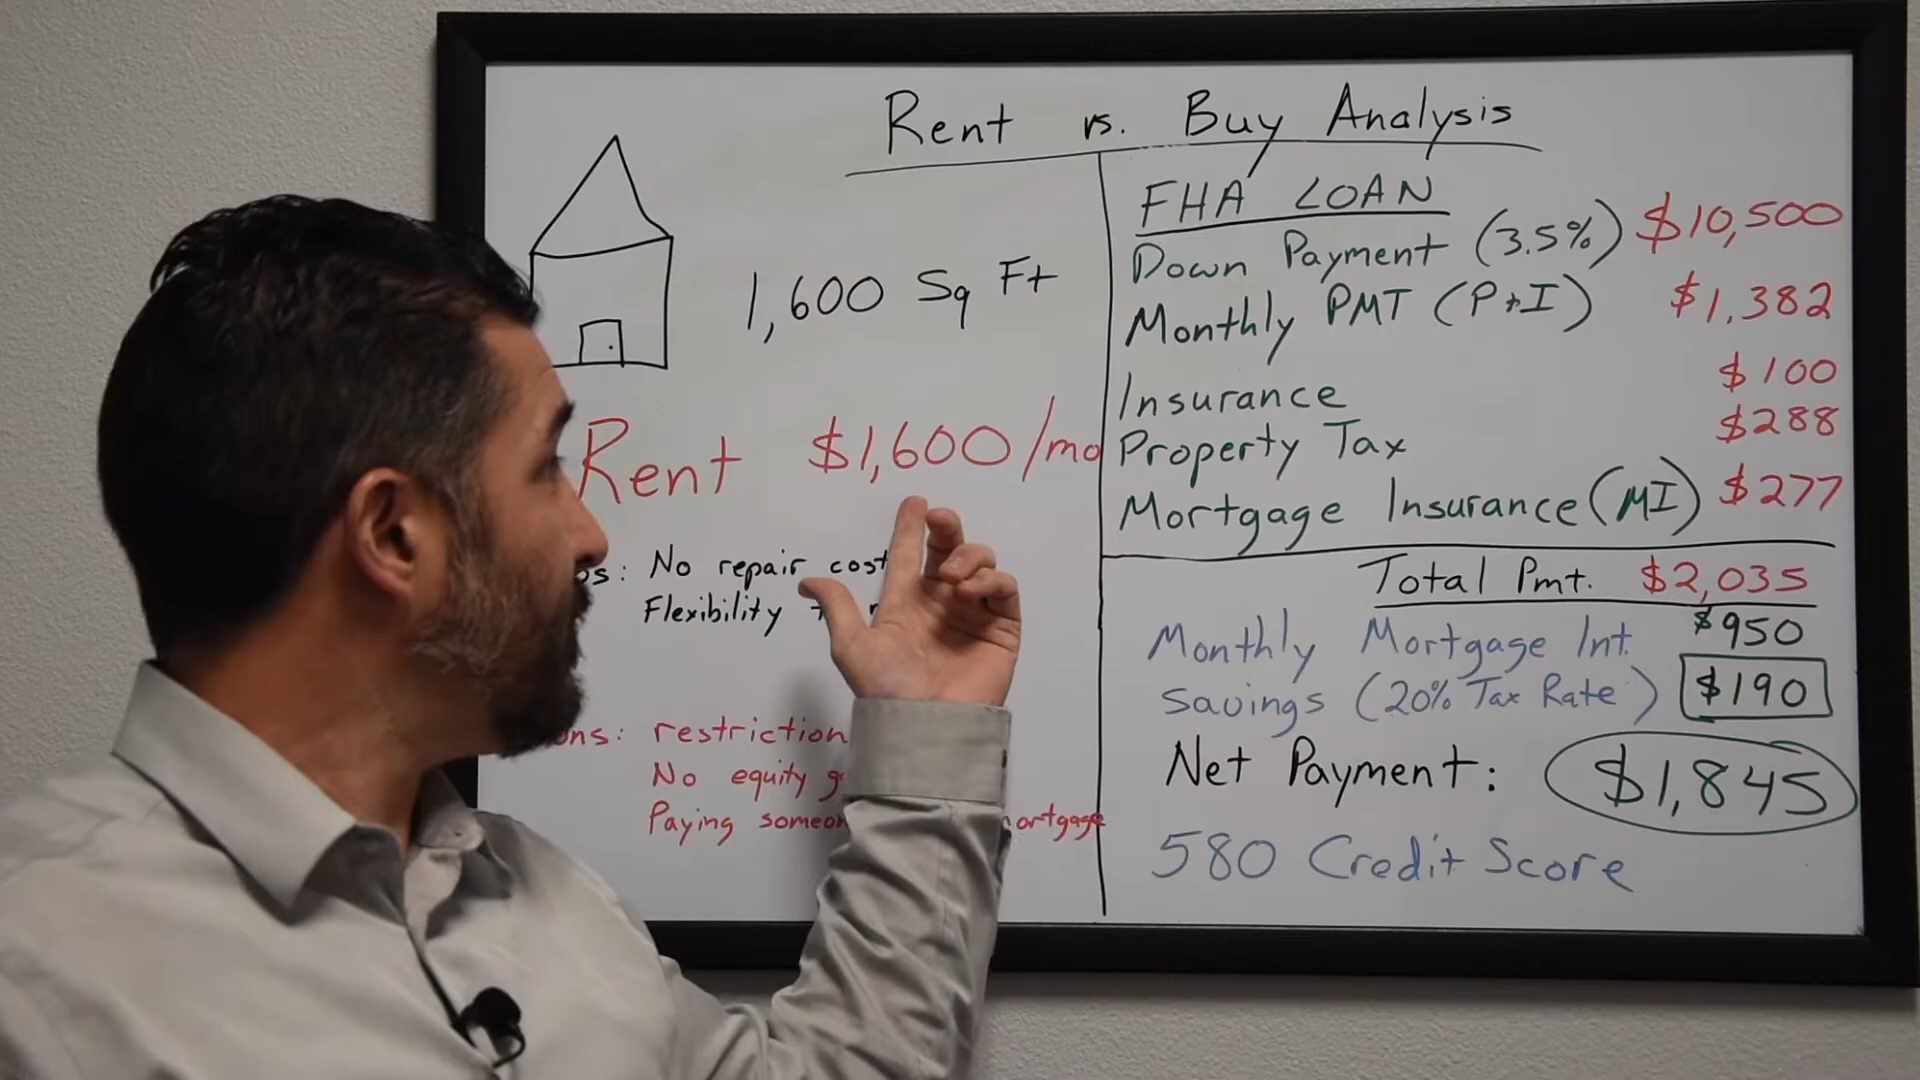 Rent vs. Buy Analysis
1,600 Sq Ft
Rent $1,600/mo
No repair cost
Flexibility
restriction
No equity
Paying
ortgage
FHA LOAN
Down Payment (3.5%) $10,500
Monthly PMT (P+I) $1,382
Insurance $100
Property Tax $288
Mortgage Insurance (MI) $277
Total Pmt. $2,035
Monthly Mortgage Int. $950
savings (20% Tax Rate) $190
Net Payment: $1,845
580 Credit Score